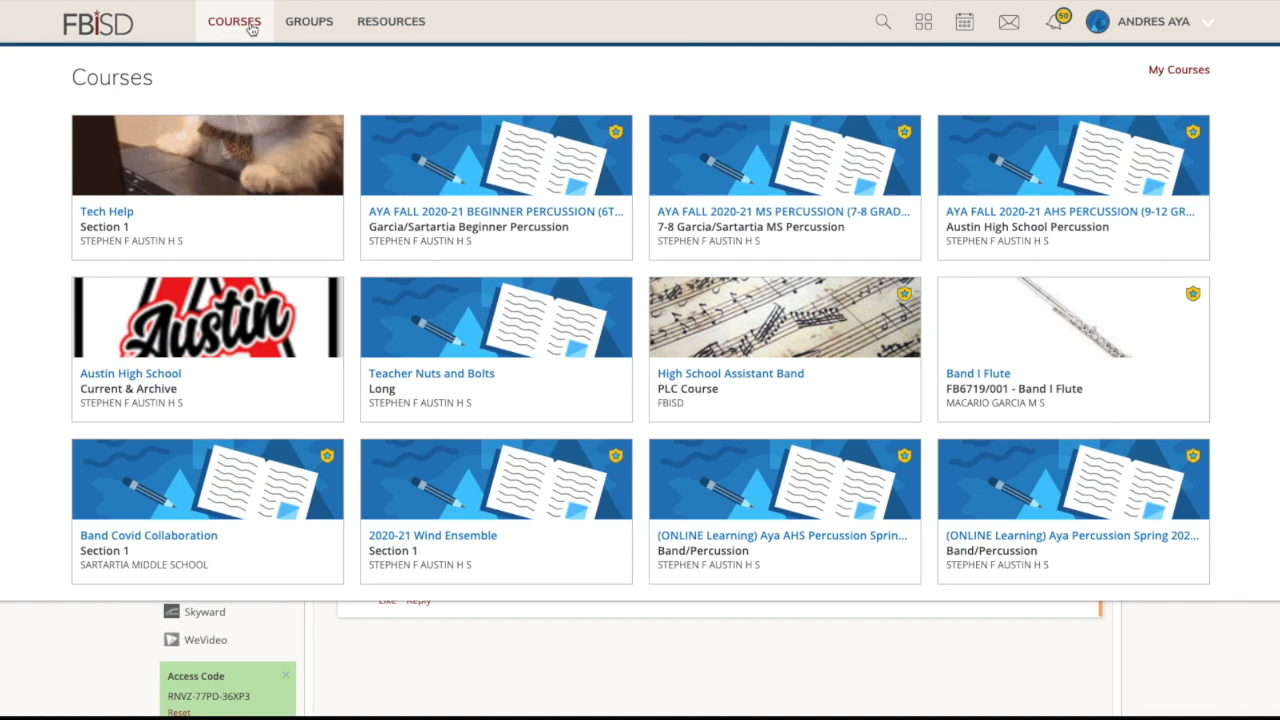 FBiSD
COURSES
GROUPS
RESOURCES
50
ANDRES AYA
Courses
My Courses
Tech Help
Section 1
STEPHEN F AUSTIN H S
AYA FALL 2020-21 BEGINNER PERCUSSION (6T...
Garcia/Sartartia Beginner Percussion
STEPHEN F AUSTIN H S
AYA FALL 2020-21 MS PERCUSSION (7-8 GRAD...
7-8 Garcia/Sartartia MS Percussion
STEPHEN F AUSTIN H S
AYA FALL 2020-21 AHS PERCUSSION (9-12 GR...
Austin High School Percussion
STEPHEN F AUSTIN H S
Austin
Austin High School
Current & Archive
STEPHEN F AUSTIN H S
Teacher Nuts and Bolts
Long
STEPHEN F AUSTIN H S
High School Assistant Band
PLC Course
FBISD
Band I Flute
FB6719/001 - Band I Flute
MACARIO GARCIA M S
Band Covid Collaboration
Section 1
SARTARTIA MIDDLE SCHOOL
2020-21 Wind Ensemble
Section 1
STEPHEN F AUSTIN H S
(ONLINE Learning) Aya AHS Percussion Sprin...
Band/Percussion
STEPHEN F AUSTIN H S
(ONLINE Learning) Aya Percussion Spring 202...
Band/Percussion
STEPHEN F AUSTIN H S
Like Reply
Skyward
WeVideo
Access Code
RNVZ-77PD-36XP3
Reset